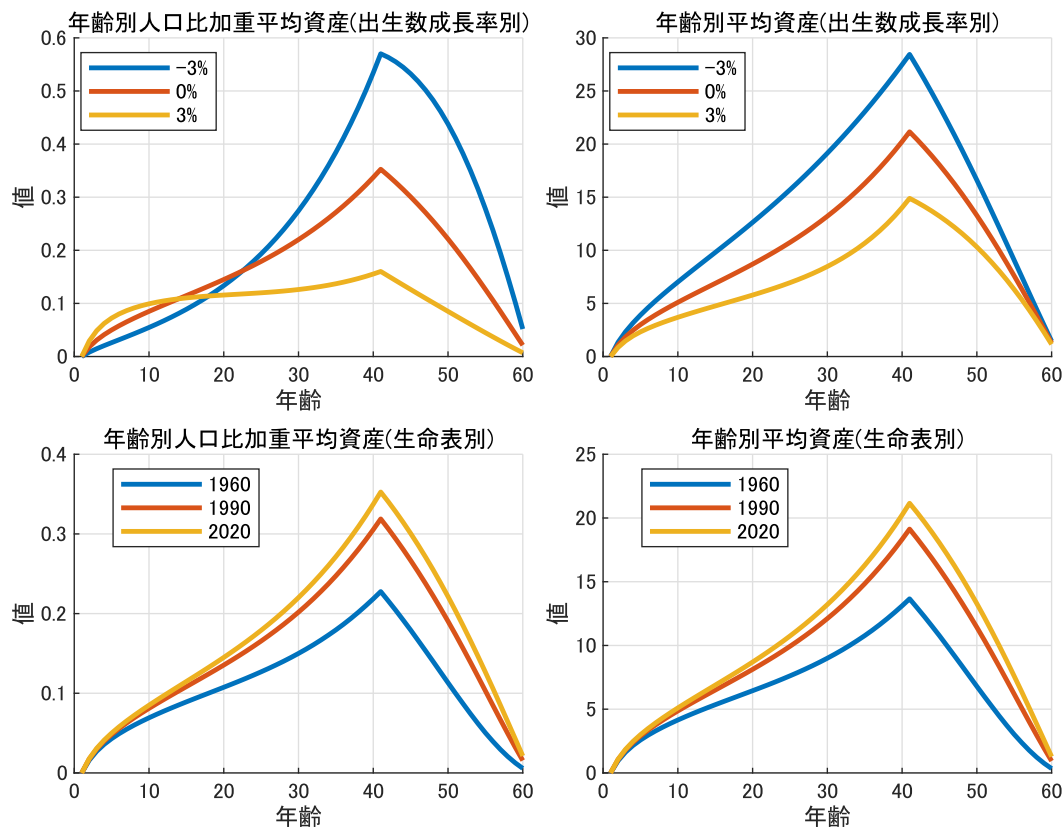 年齢別人口比加重平均資産(出生数成長率別)
0.6
0.5
0.4
0.3
0.2
0.1
0
値
−3%
0%
3%
0 10 20 30 40 50 60
年齢
年齢別平均資産(出生数成長率別)
30
25
20
15
10
5
0
値
−3%
0%
3%
0 10 20 30 40 50 60
年齢
年齢別人口比加重平均資産(生命表別)
0.4
0.3
0.2
0.1
0
値
1960
1990
2020
0 10 20 30 40 50 60
年齢
年齢別平均資産(生命表別)
25
20
15
10
5
0
値
1960
1990
2020
0 10 20 30 40 50 60
年齢